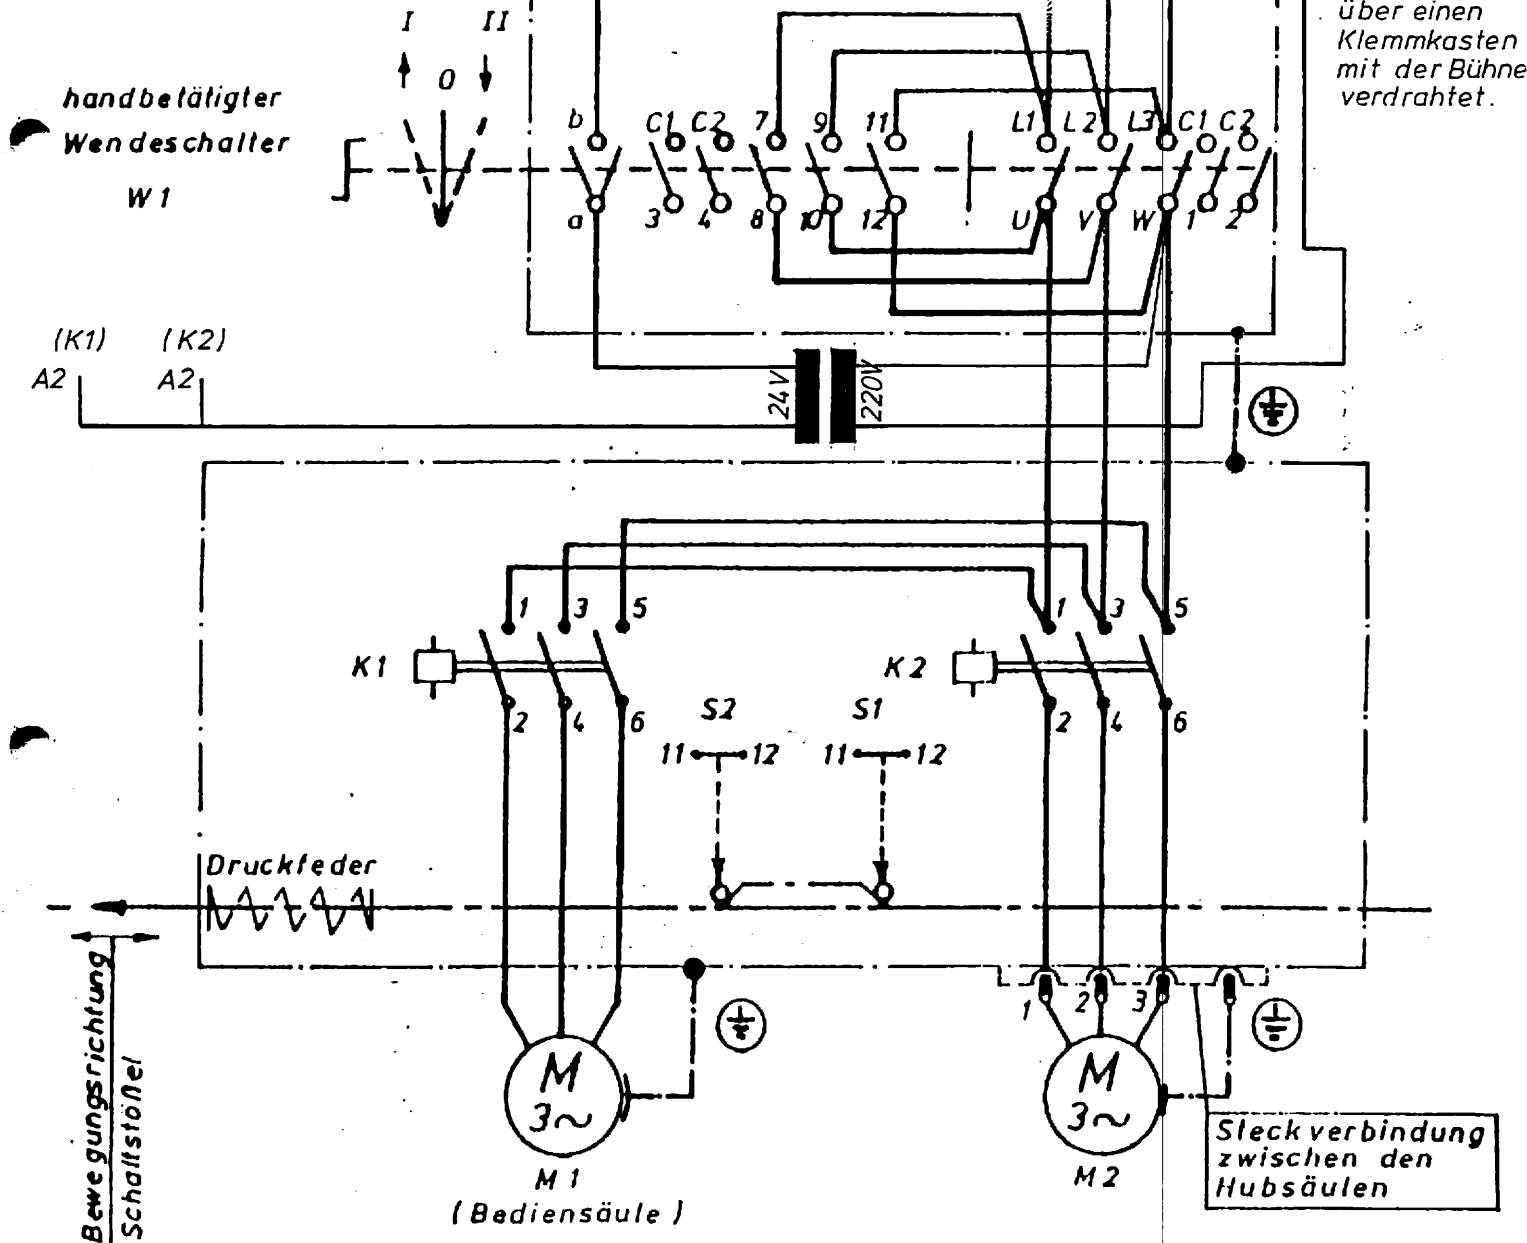 I II
über einen
Klemmkasten
mit der Bühne
verdrahtet.
O
handbetätigter
Wendeschalter
W1
b C1 C2 7 9 11 L1 L2 L3 C1 C2
a 3 4 8 10 12 U V W 1 2
(K1) (K2)
A2 A2
24V 220V
1 3 5 1 3 5
K1 K2
2 4 6 2 4 6
S2 S1
11 12 11 12
Druckfeder
Bewegungsrichtung
Schaltstößel
1 2 3
M
3~
M
3~
M1
(Bediensäule)
M2
Steckverbindung
zwischen den
Hubsäulen